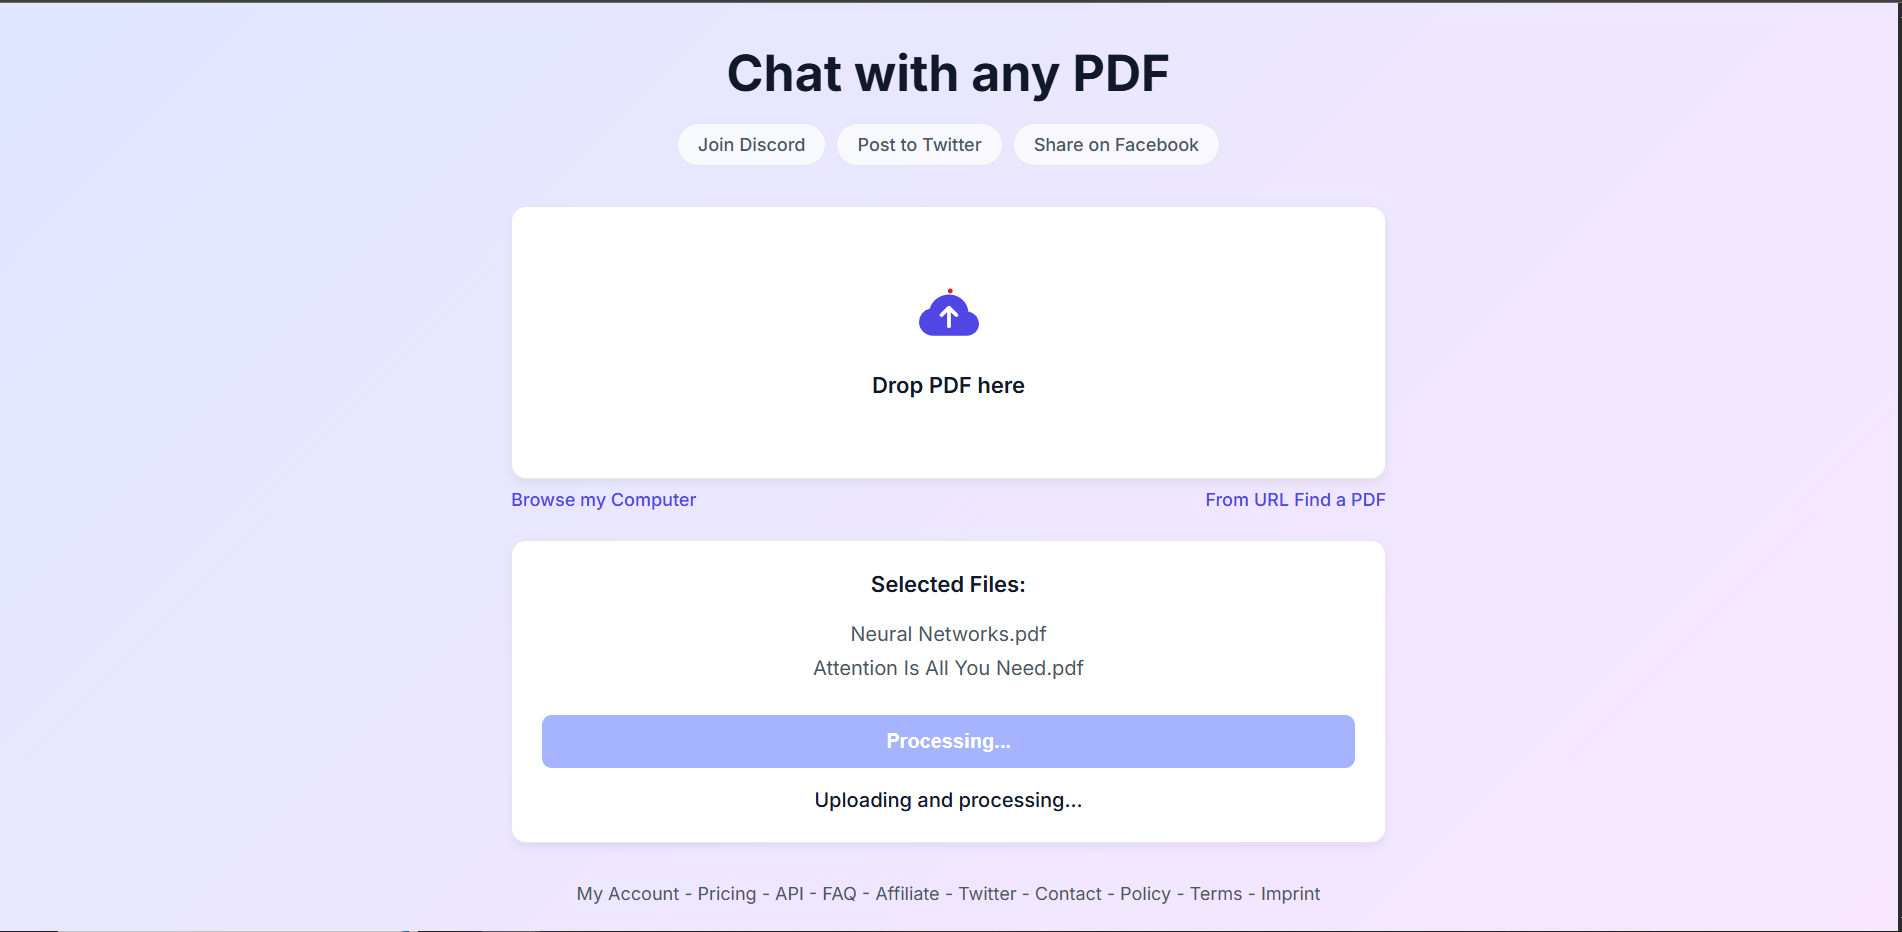 Chat with any PDF
Join Discord Post to Twitter Share on Facebook
Drop PDF here
Browse my Computer From URL Find a PDF
Selected Files:
Neural Networks.pdf
Attention Is All You Need.pdf
Processing...
Uploading and processing...
My Account - Pricing - API - FAQ - Affiliate - Twitter - Contact - Policy - Terms - Imprint